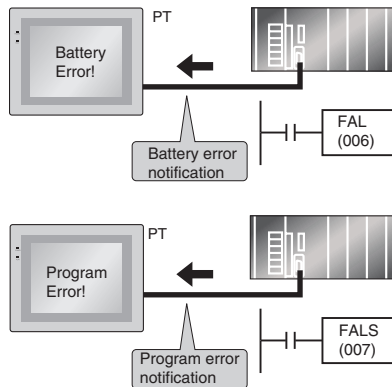 PT
Battery
Error!
FAL
(006)
Battery error
notification
PT
Program
Error!
FALS
(007)
Program error
notification